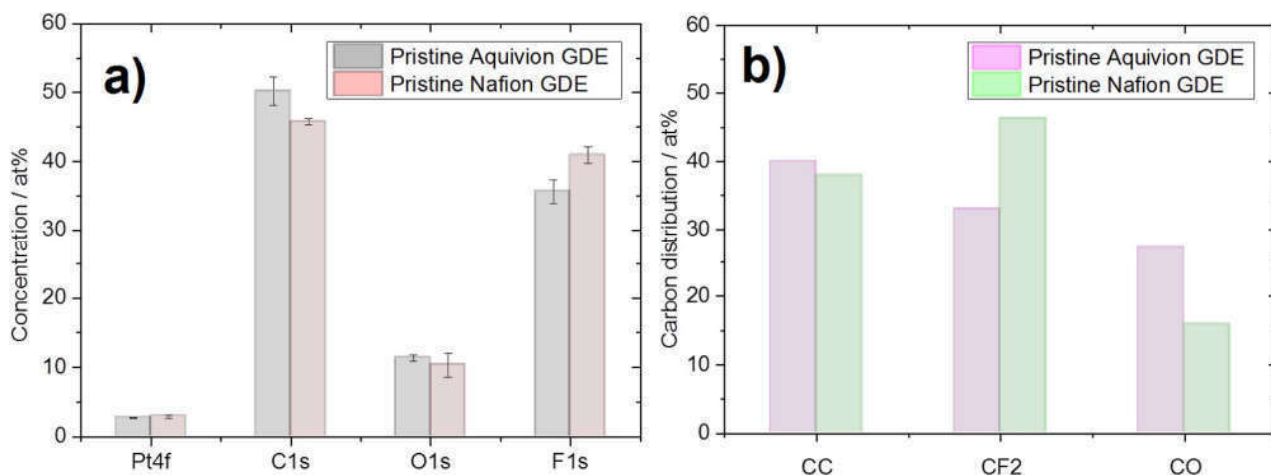 a)
Pristine Aquivion GDE
Pristine Nafion GDE
Concentration / at%
60
50
40
30
20
10
0
Pt4f C1s O1s F1s
b)
Pristine Aquivion GDE
Pristine Nafion GDE
Carbon distribution / at%
60
50
40
30
20
10
0
CC CF2 CO